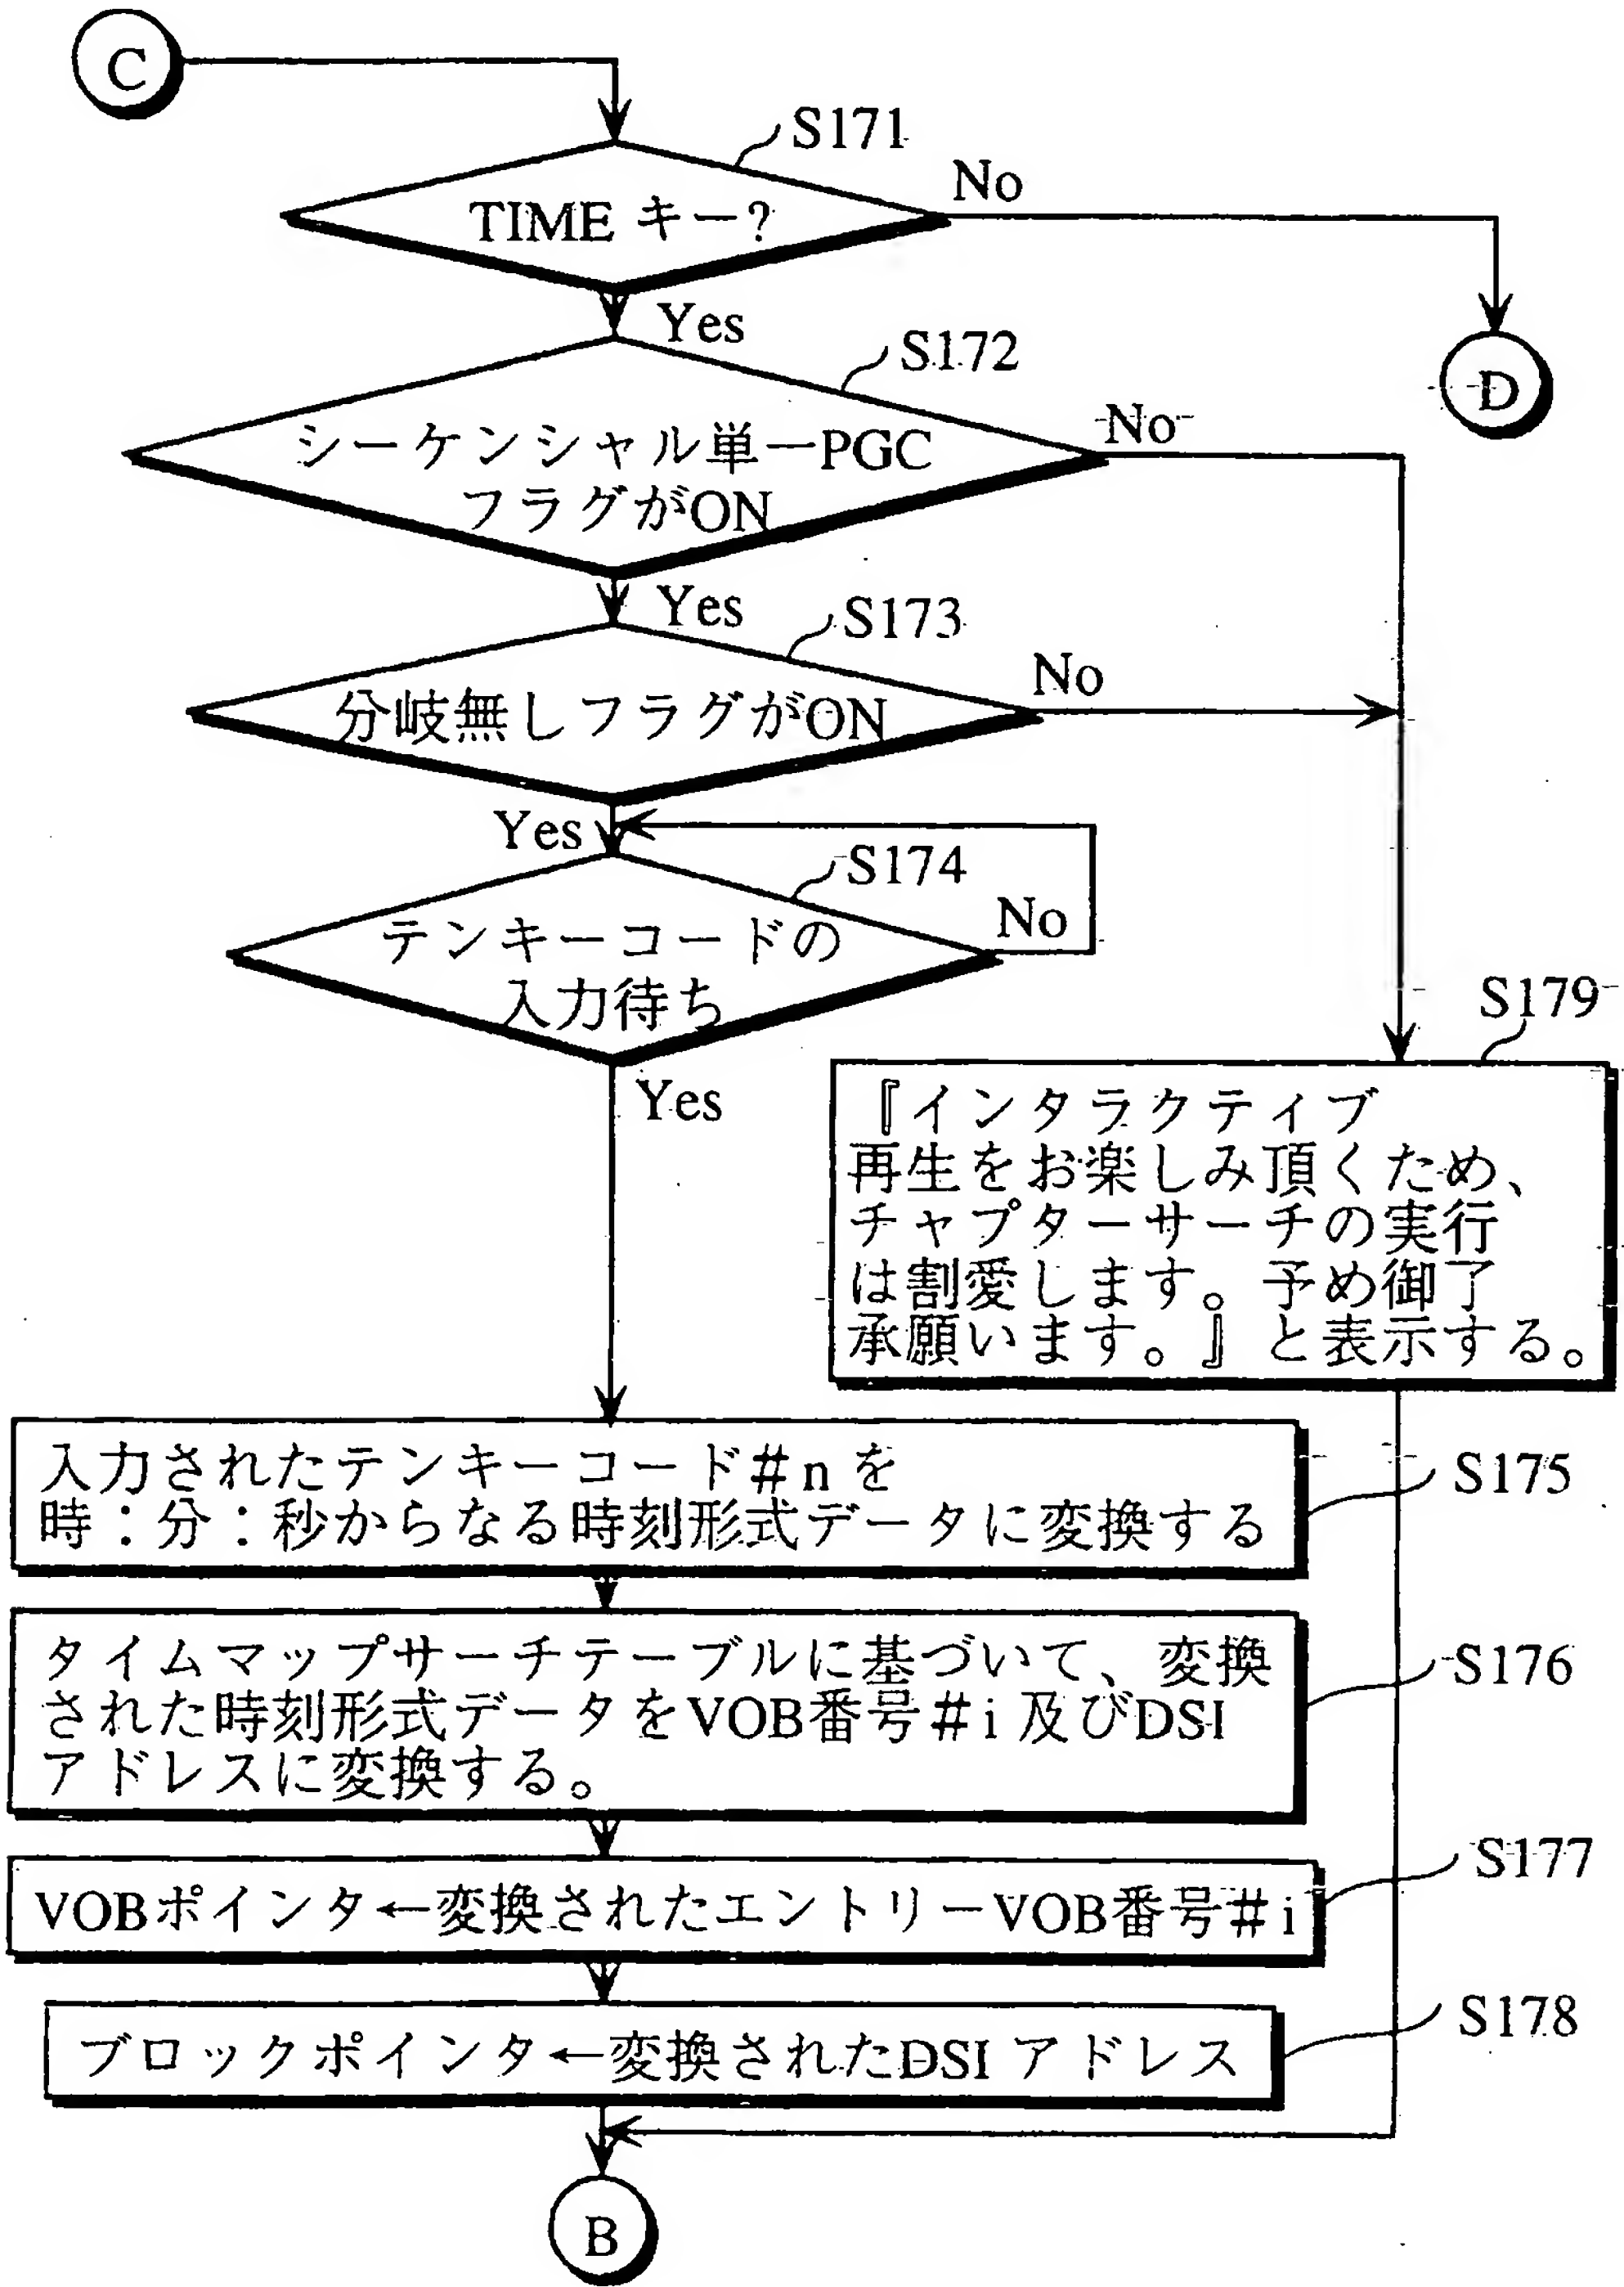 C
S171
TIME キー?
No
Yes
D
S172
シーケンシャル単一PGC
フラグがON
No
Yes
S173
分岐無しフラグがON
No
Yes
S174
テンキーコードの
入力待ち
No
Yes
S179
『インタラクティブ
再生をお楽しみ頂くため、
チャプターサーチの実行
は割愛します。予め御了
承願います。』と表示する。
入力されたテンキーコード#n を
時：分：秒からなる時刻形式データに変換する
S175
タイムマップサーチテーブルに基づいて、変換
された時刻形式データをVOB番号#i 及びDSI
アドレスに変換する。
S176
VOBポインタ←変換されたエントリーVOB番号#i
S177
ブロックポインタ←変換されたDSI アドレス
S178
B